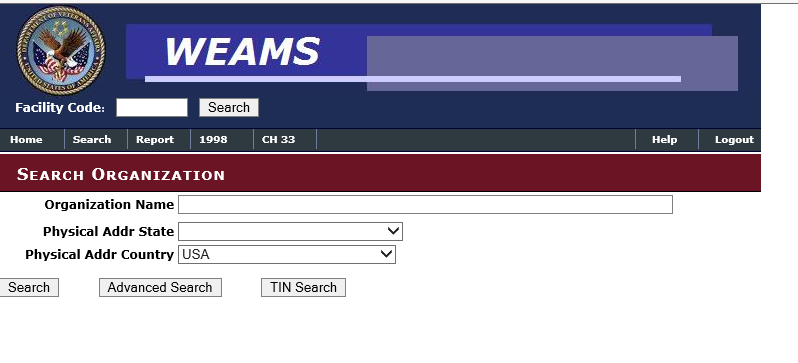 DEPARTMENT OF VETERANS AFFAIRS
UNITED STATES OF AMERICA
WEAMS
Facility Code: Search
Home Search Report 1998 CH 33 Help Logout
SEARCH ORGANIZATION
Organization Name
Physical Addr State
Physical Addr Country USA
Search Advanced Search TIN Search